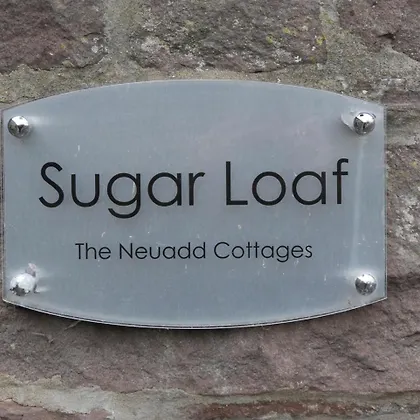 Sugar Loaf
The Neuadd Cottages